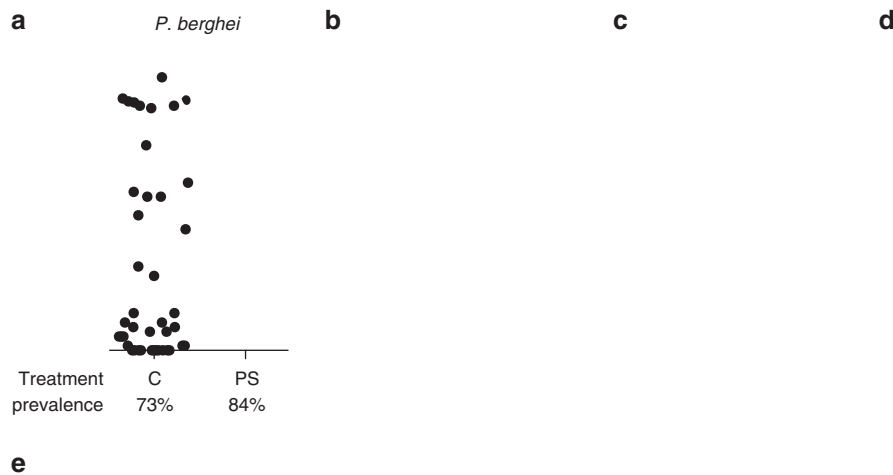 a P. berghei b c d
Treatment C PS
prevalence 73% 84%
e